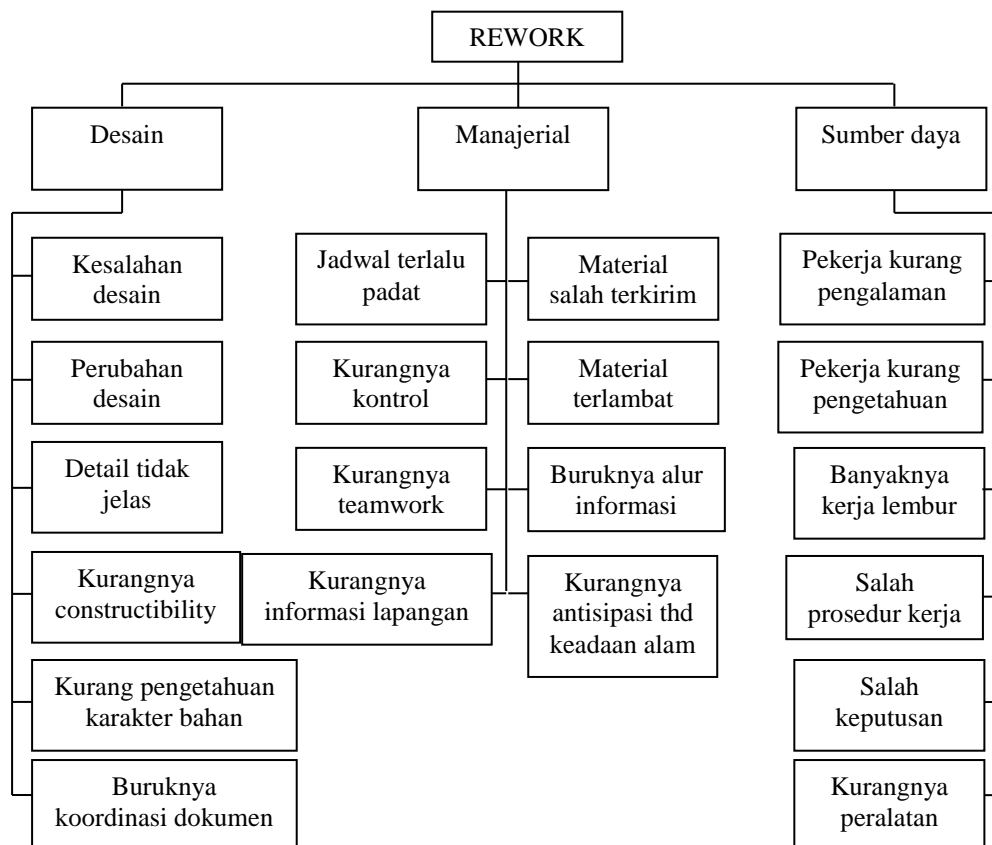 REWORK
Desain
Manajerial
Sumber daya
Kesalahan
desain
Perubahan
desain
Detail tidak
jelas
Kurangnya
constructibility
Kurang pengetahuan
karakter bahan
Buruknya
koordinasi dokumen
Jadwal terlalu
padat
Kurangnya
kontrol
Kurangnya
teamwork
Kurangnya
informasi lapangan
Material
salah terkirim
Material
terlambat
Buruknya alur
informasi
Kurangnya
antisipasi thd
keadaan alam
Pekerja kurang
pengalaman
Pekerja kurang
pengetahuan
Banyaknya
kerja lembur
Salah
prosedur kerja
Salah
keputusan
Kurangnya
peralatan